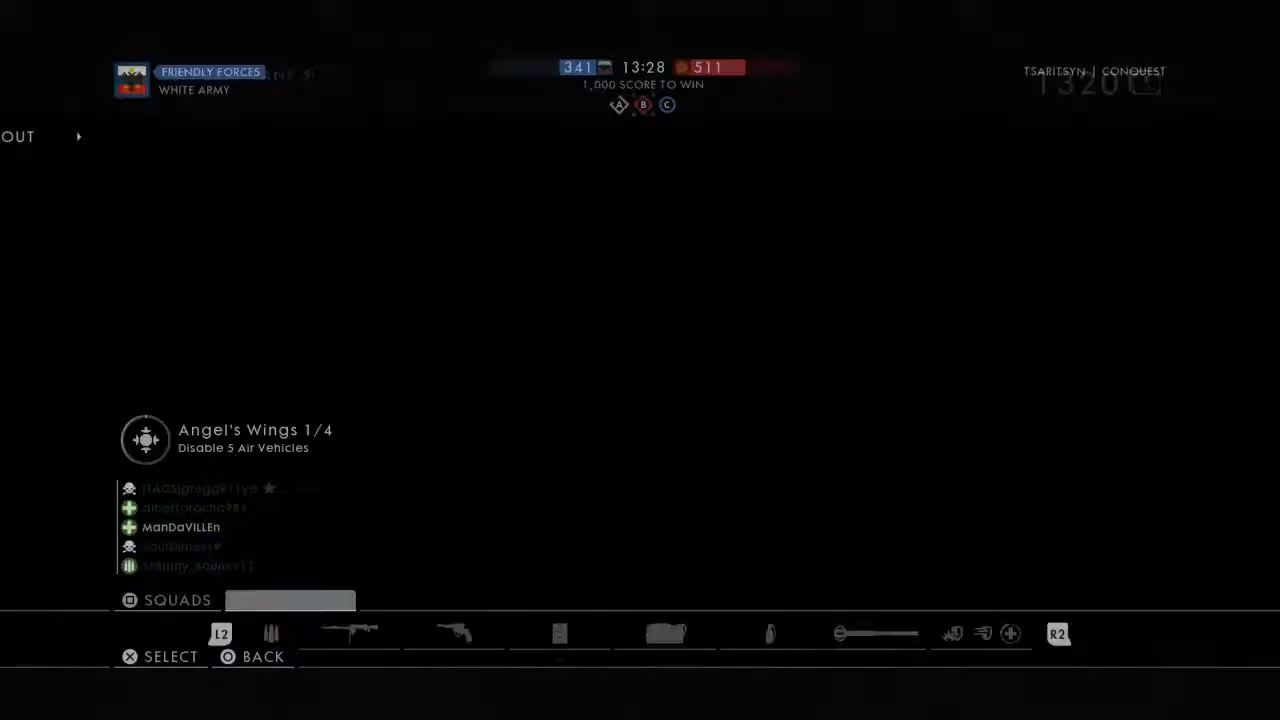 FRIENDLY FORCES
WHITE ARMY
341 13:28 511
1,000 SCORE TO WIN
A B C
TSARITSYN | CONQUEST
OUT
Angel's Wings 1/4
Disable 5 Air Vehicles
ManDaVILLEn
SQUADS
L2
R2
SELECT
BACK